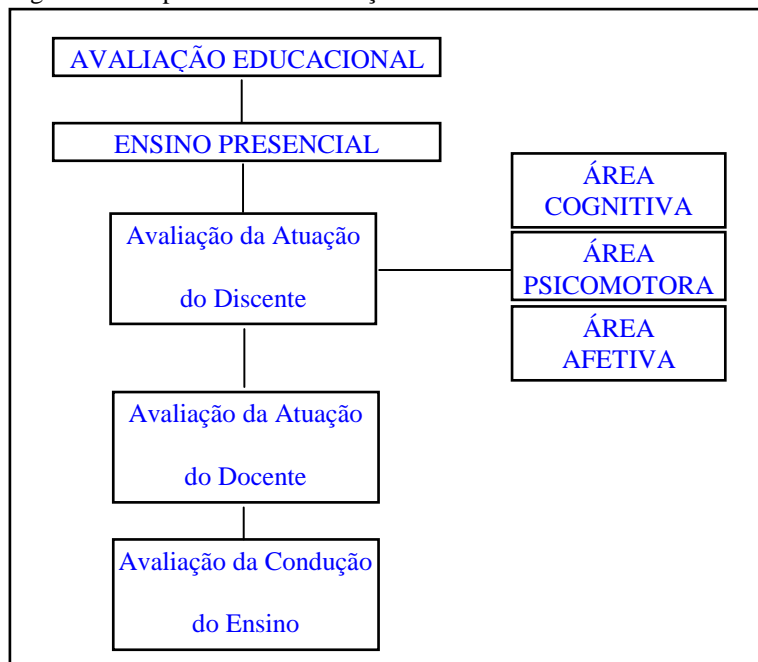 AVALIAÇÃO EDUCACIONAL
ENSINO PRESENCIAL
Avaliação da Atuação
do Discente
ÁREA
COGNITIVA
ÁREA
PSICOMOTORA
ÁREA
AFETIVA
Avaliação da Atuação
do Docente
Avaliação da Condução
do Ensino